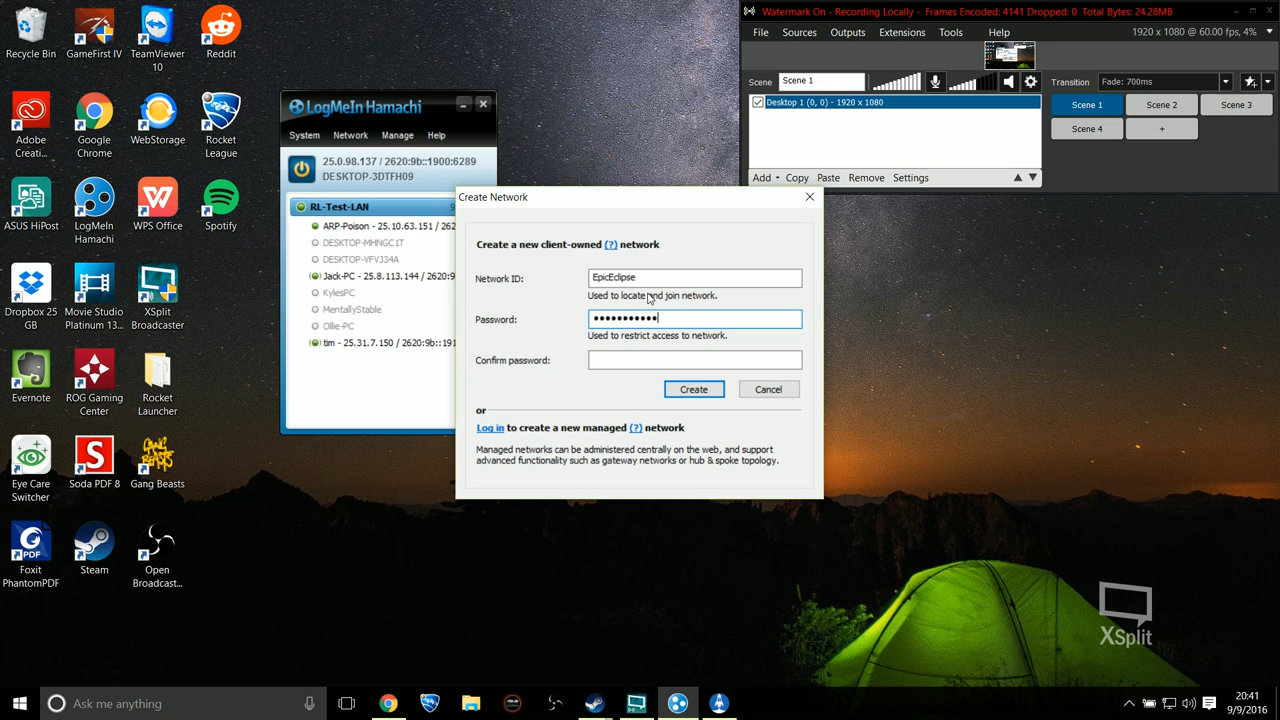 Recycle Bin
GameFirst IV
TeamViewer 10
Reddit
Adobe Creati...
Google Chrome
WebStorage
Rocket League
ASUS HiPost
LogMeIn Hamachi
WPS Office
Spotify
Dropbox 25 GB
Movie Studio Platinum 13...
XSplit Broadcaster
Evernote
ROG Gaming Center
Rocket Launcher
Eye Care Switcher
Soda PDF 8
Gang Beasts
Foxit PhantomPDF
Steam
Open Broadcast...
LogMeIn Hamachi
System Network Manage Help
25.0.98.137 / 2620:9b::1900:6289
DESKTOP-3DTFH09
RL-Test-LAN
ARP-Poison - 25.10.63.151 / 262
DESKTOP-MHNGC1T
DESKTOP-VFVJ34A
Jack-PC - 25.8.113.144 / 2620:9
KylesPC
MentallyStable
Ollie-PC
tim - 25.31.7.150 / 2620:9b::191
Create Network
Create a new client-owned (?) network
Network ID: EpicEclipse
Used to locate and join network.
Password: •••••••••••
Used to restrict access to network.
Confirm password:
Create Cancel
or
Log in to create a new managed (?) network
Managed networks can be administered centrally on the web, and support
advanced functionality such as gateway networks or hub & spoke topology.
Watermark On - Recording Locally - Frames Encoded: 4141 Dropped: 0 Total Bytes: 24.28MB
File Sources Outputs Extensions Tools Help 1920 x 1080 @ 60.00 fps, 4%
Scene Scene 1 Transition Fade: 700ms
Desktop 1 (0, 0) - 1920 x 1080
Scene 1 Scene 2 Scene 3
Scene 4 +
Add Copy Paste Remove Settings
XSplit
Ask me anything
20:41
9/9/2016